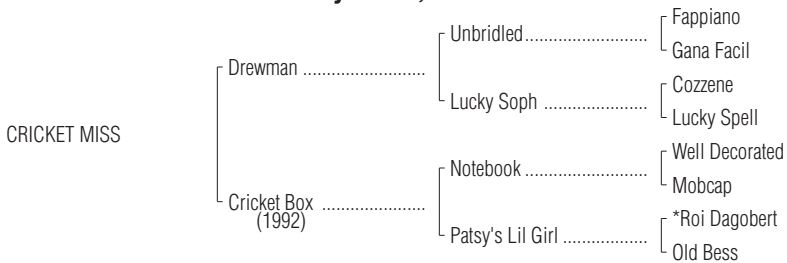 Fappiano
Unbridled..............................
Gana Facil
Drewman ..............................
Cozzene
Lucky Soph .........................
Lucky Spell
CRICKET MISS
Well Decorated
Notebook ..............................
Mobcap
Cricket Box .........................
(1992)
*Roi Dagobert
Patsy's Lil Girl ....................
Old Bess